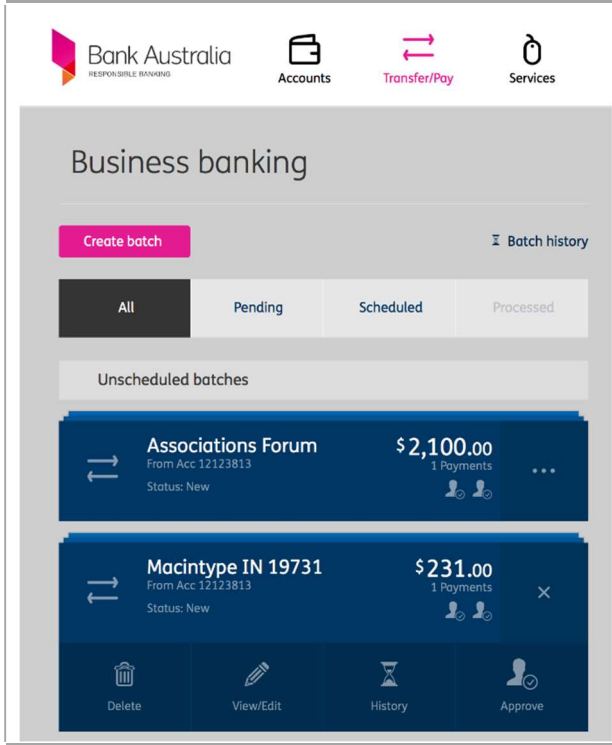 Bank Australia
RESPONSIBLE BANKING
Accounts
Transfer/Pay
Services
Business banking
Create batch
Batch history
All
Pending
Scheduled
Processed
Unscheduled batches
Associations Forum
$2,100.00
From Acc 12123813
1 Payments
Status: New
...
Macintype IN 19731
$231.00
From Acc 12123813
1 Payments
Status: New
Delete
View/Edit
History
Approve